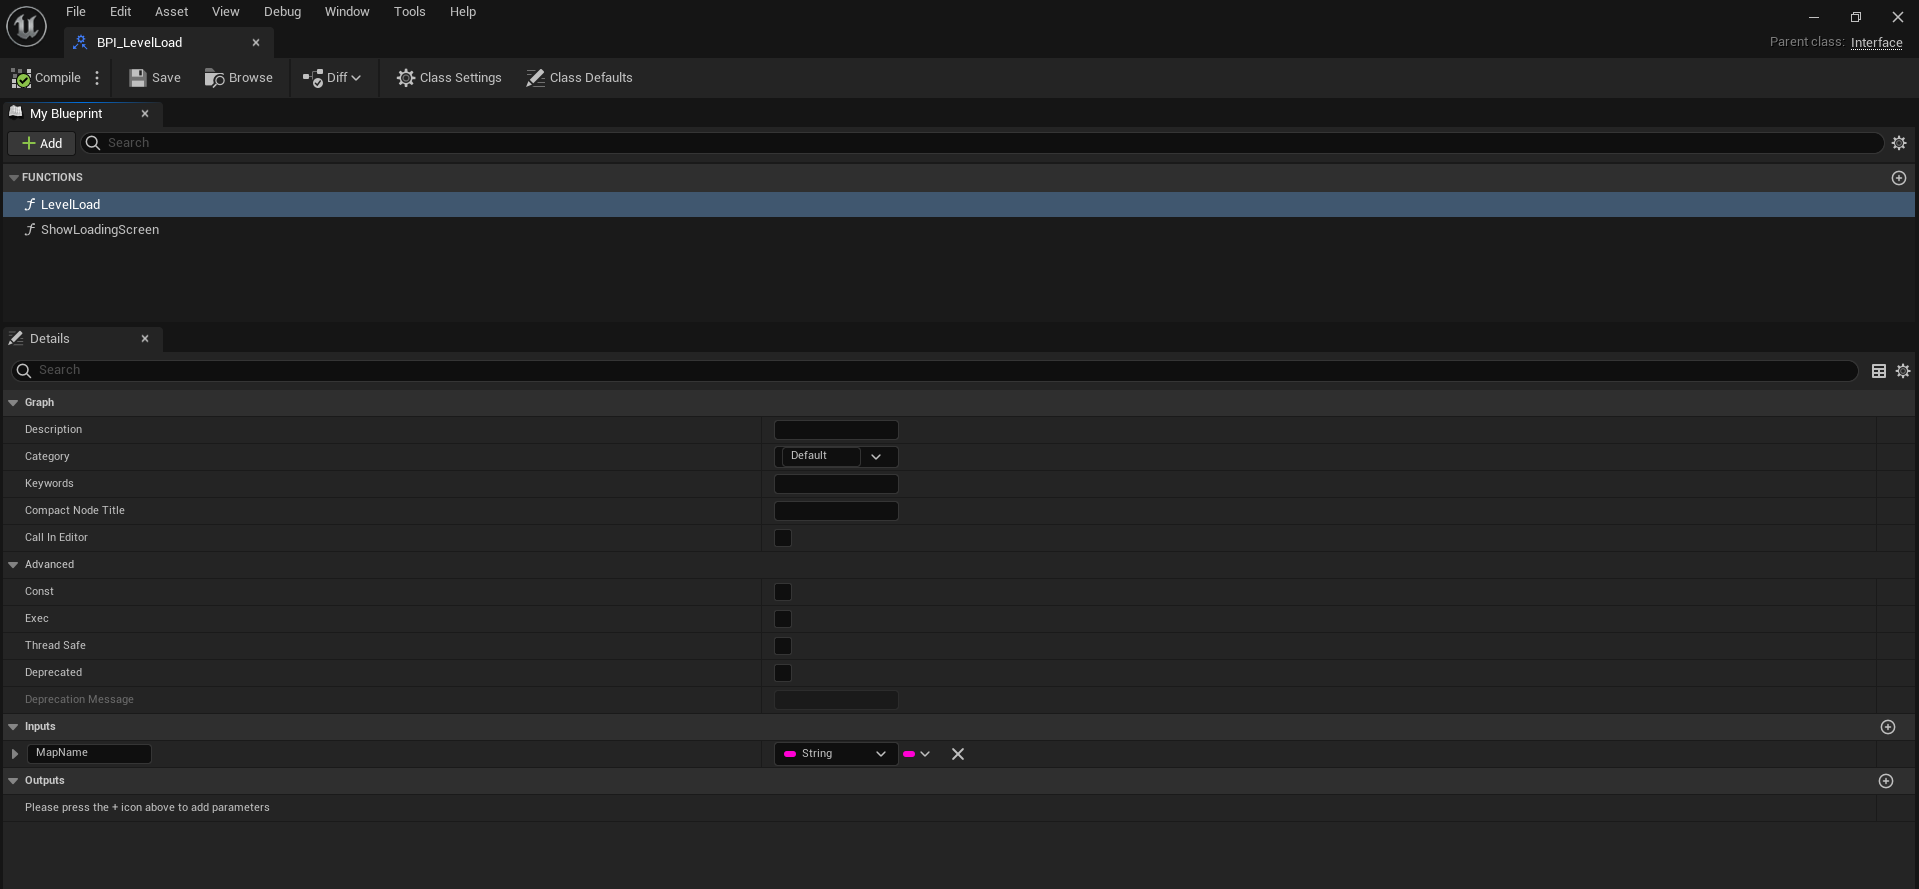 File Edit Asset View Debug Window Tools Help
BPI_LevelLoad
Parent class: Interface
Compile Save Browse Diff Class Settings Class Defaults
My Blueprint
Add Search
FUNCTIONS
LevelLoad
ShowLoadingScreen
Details
Search
Graph
Description
Category Default
Keywords
Compact Node Title
Call In Editor
Advanced
Const
Exec
Thread Safe
Deprecated
Deprecation Message
Inputs
MapName String
Outputs
Please press the + icon above to add parameters